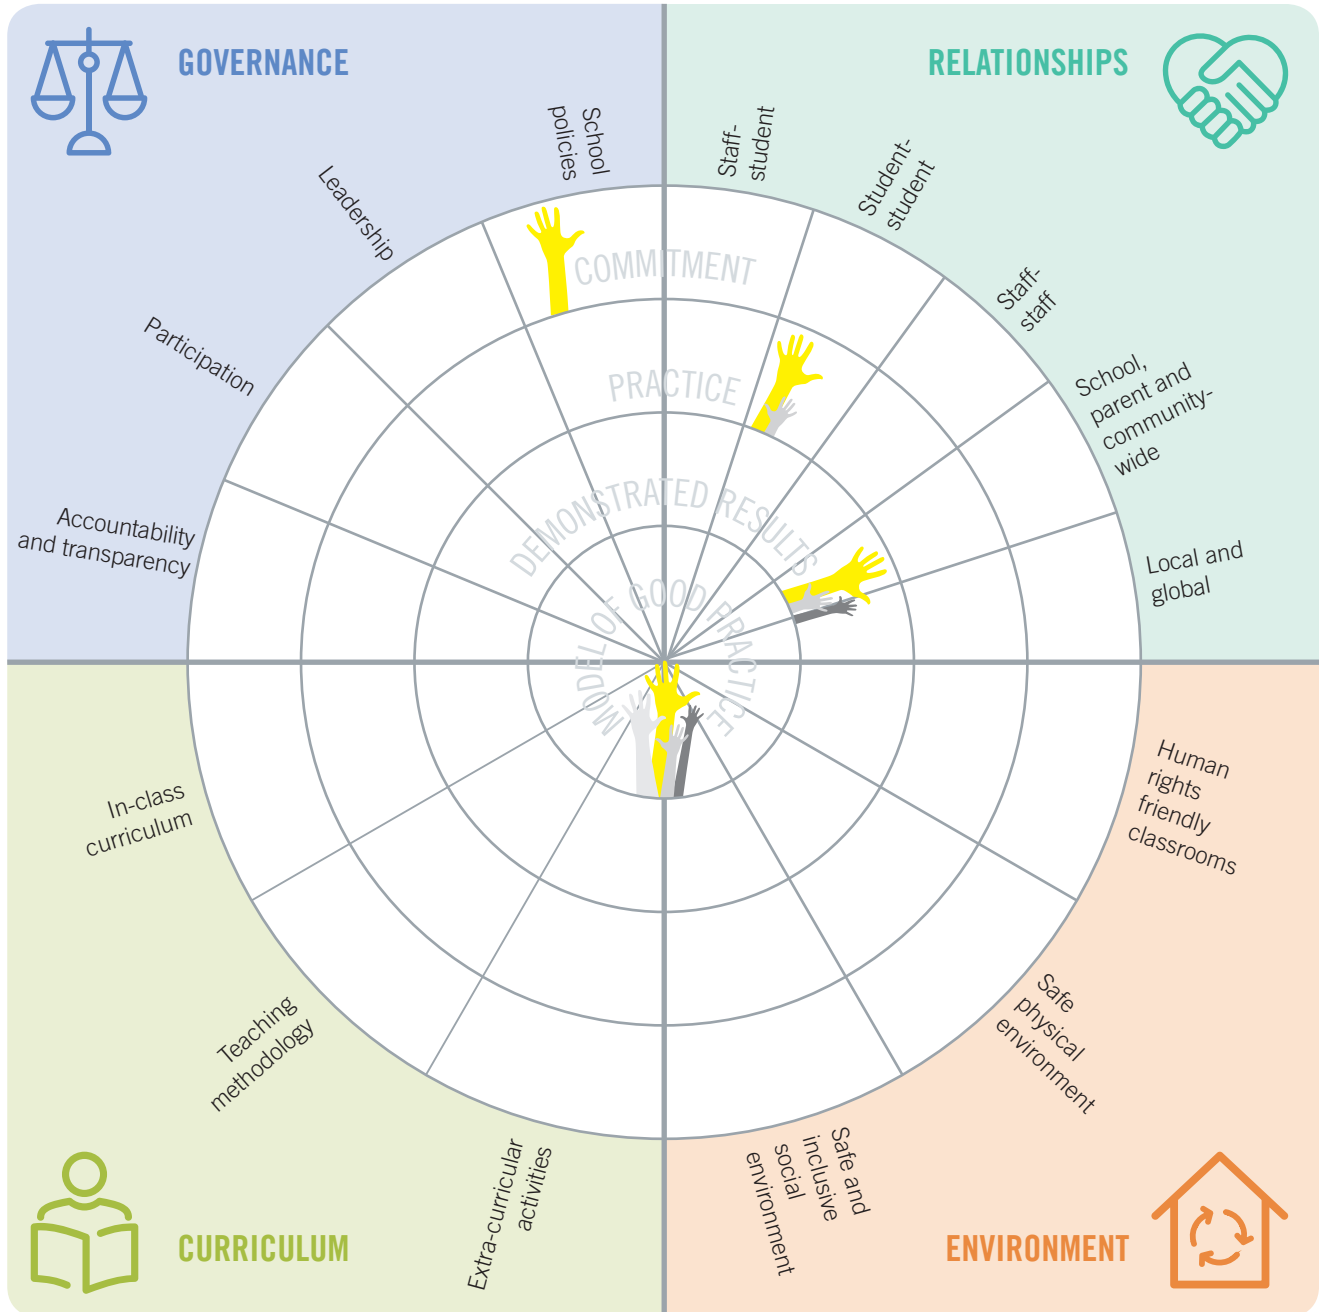 GOVERNANCE
RELATIONSHIPS
School
policies
Leadership
Participation
Accountability
and transparency
Staff-
student
Student-
student
Staff-
staff
School,
parent and
community-
wide
Local and
global
COMMITMENT
PRACTICE
DEMONSTRATED RESULTS
MODEL OF GOOD PRACTICE
In-class
curriculum
Teaching
methodology
Extra-curricular
activities
Human
rights
friendly
classrooms
Safe
physical
environment
Safe and
inclusive
social
environment
CURRICULUM
ENVIRONMENT